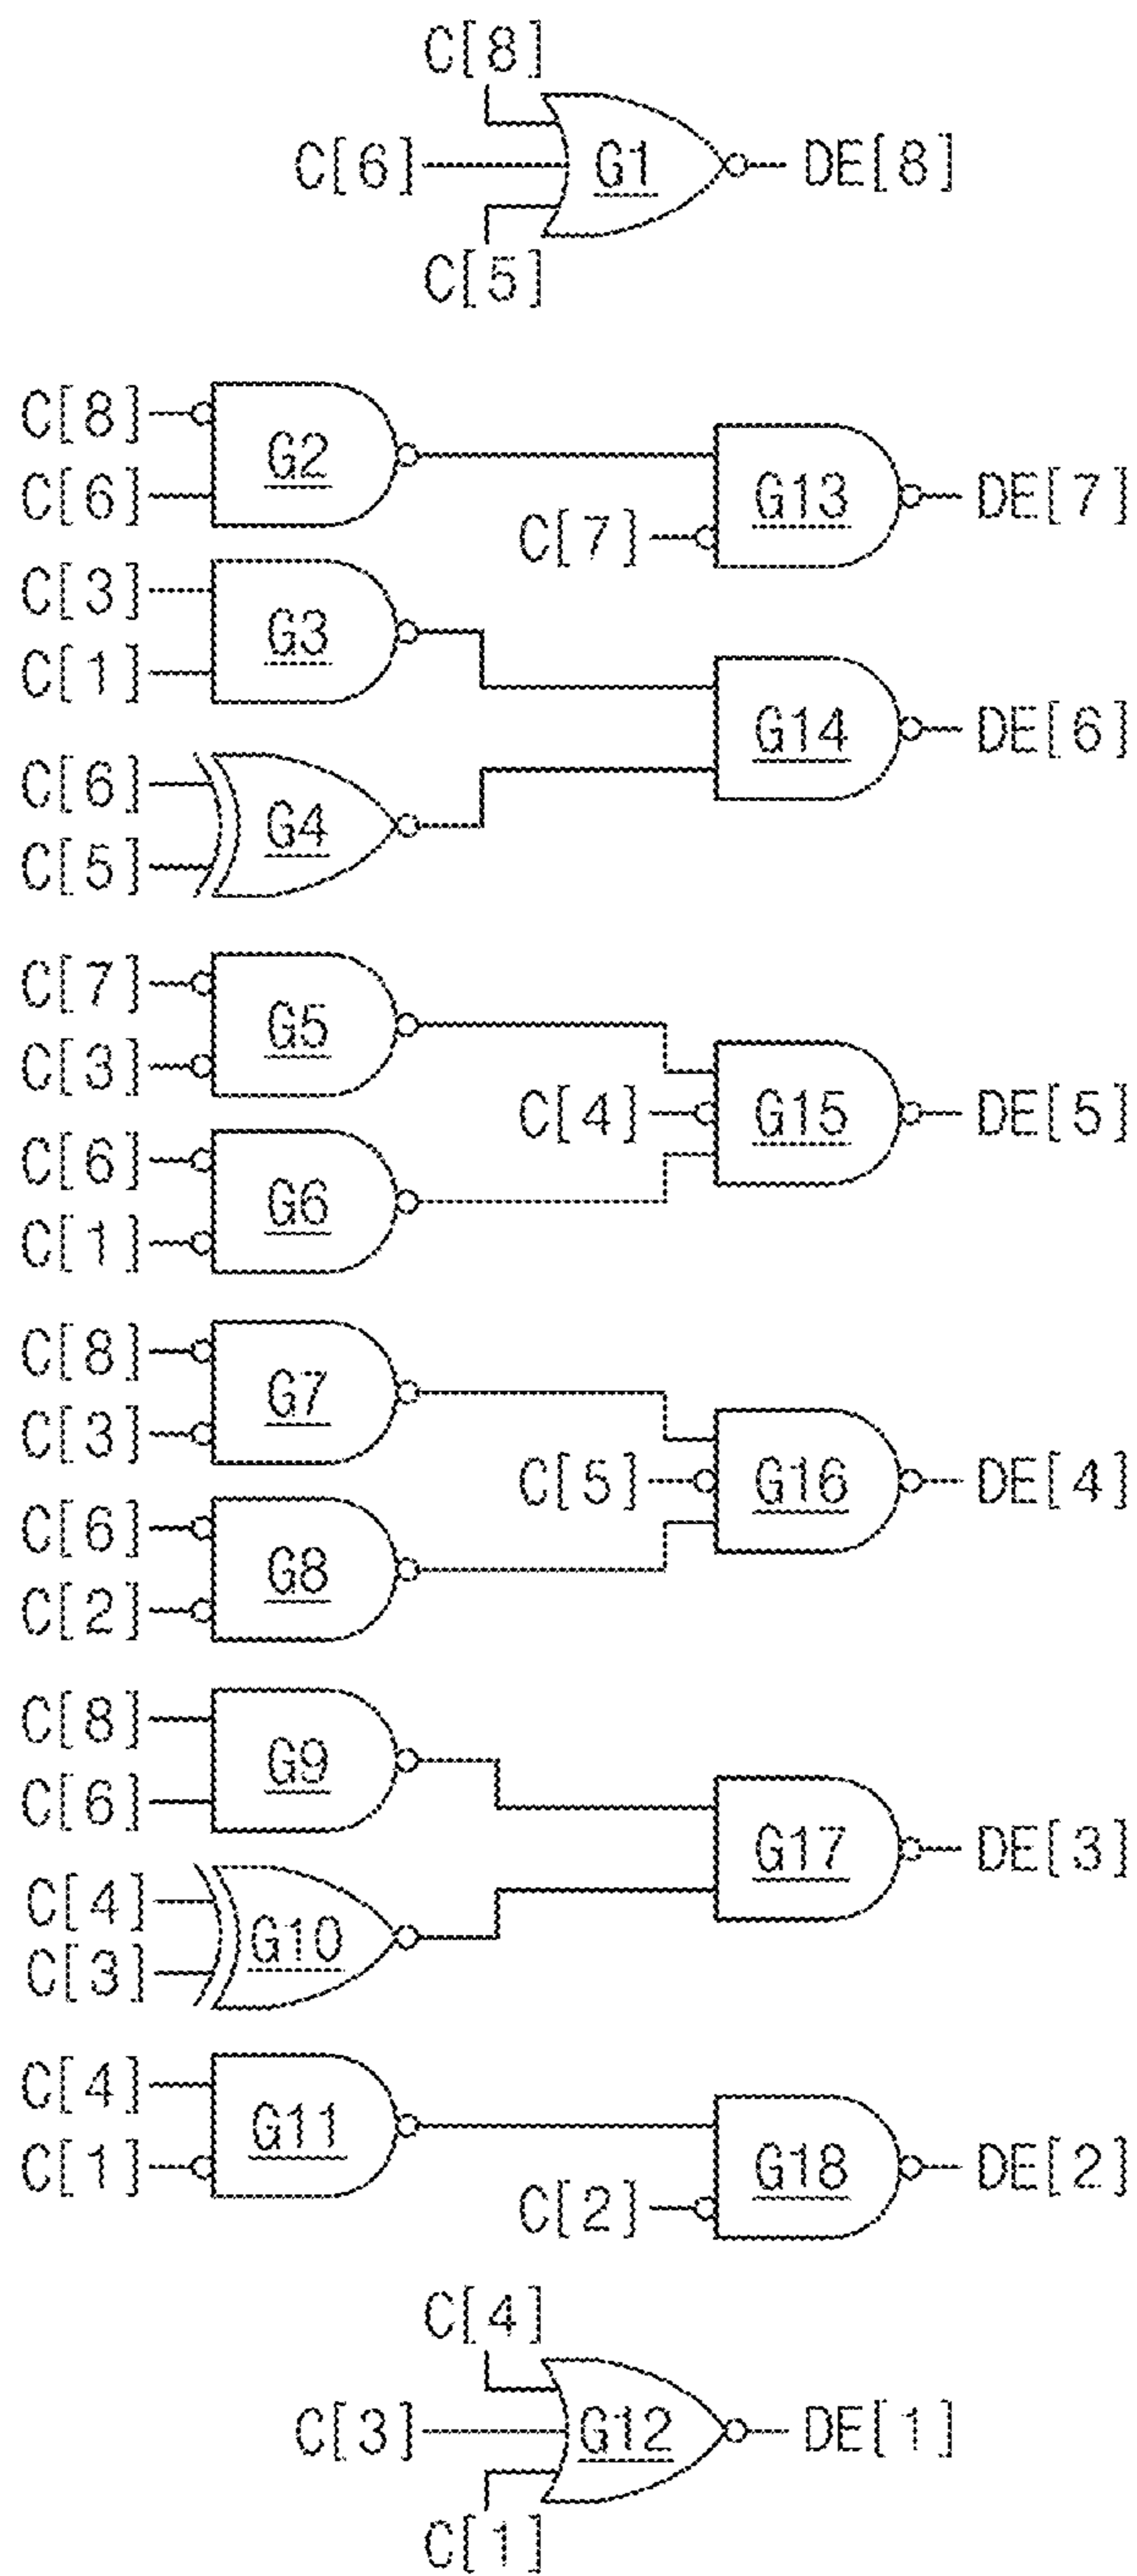 C[8]
C[6] G1 DE[8]
C[5]
C[8] G2
C[6] G13 DE[7]
C[7]
C[3] G3
C[1]
G14 DE[6]
C[6] G4
C[5]
C[7] G5
C[3]
C[4] G15 DE[5]
C[6] G6
C[1]
C[8] G7
C[3]
C[5] G16 DE[4]
C[6] G8
C[2]
C[8] G9
C[6]
G17 DE[3]
C[4] G10
C[3]
C[4] G11
C[1] G18 DE[2]
C[2]
C[4]
C[3] G12 DE[1]
C[1]